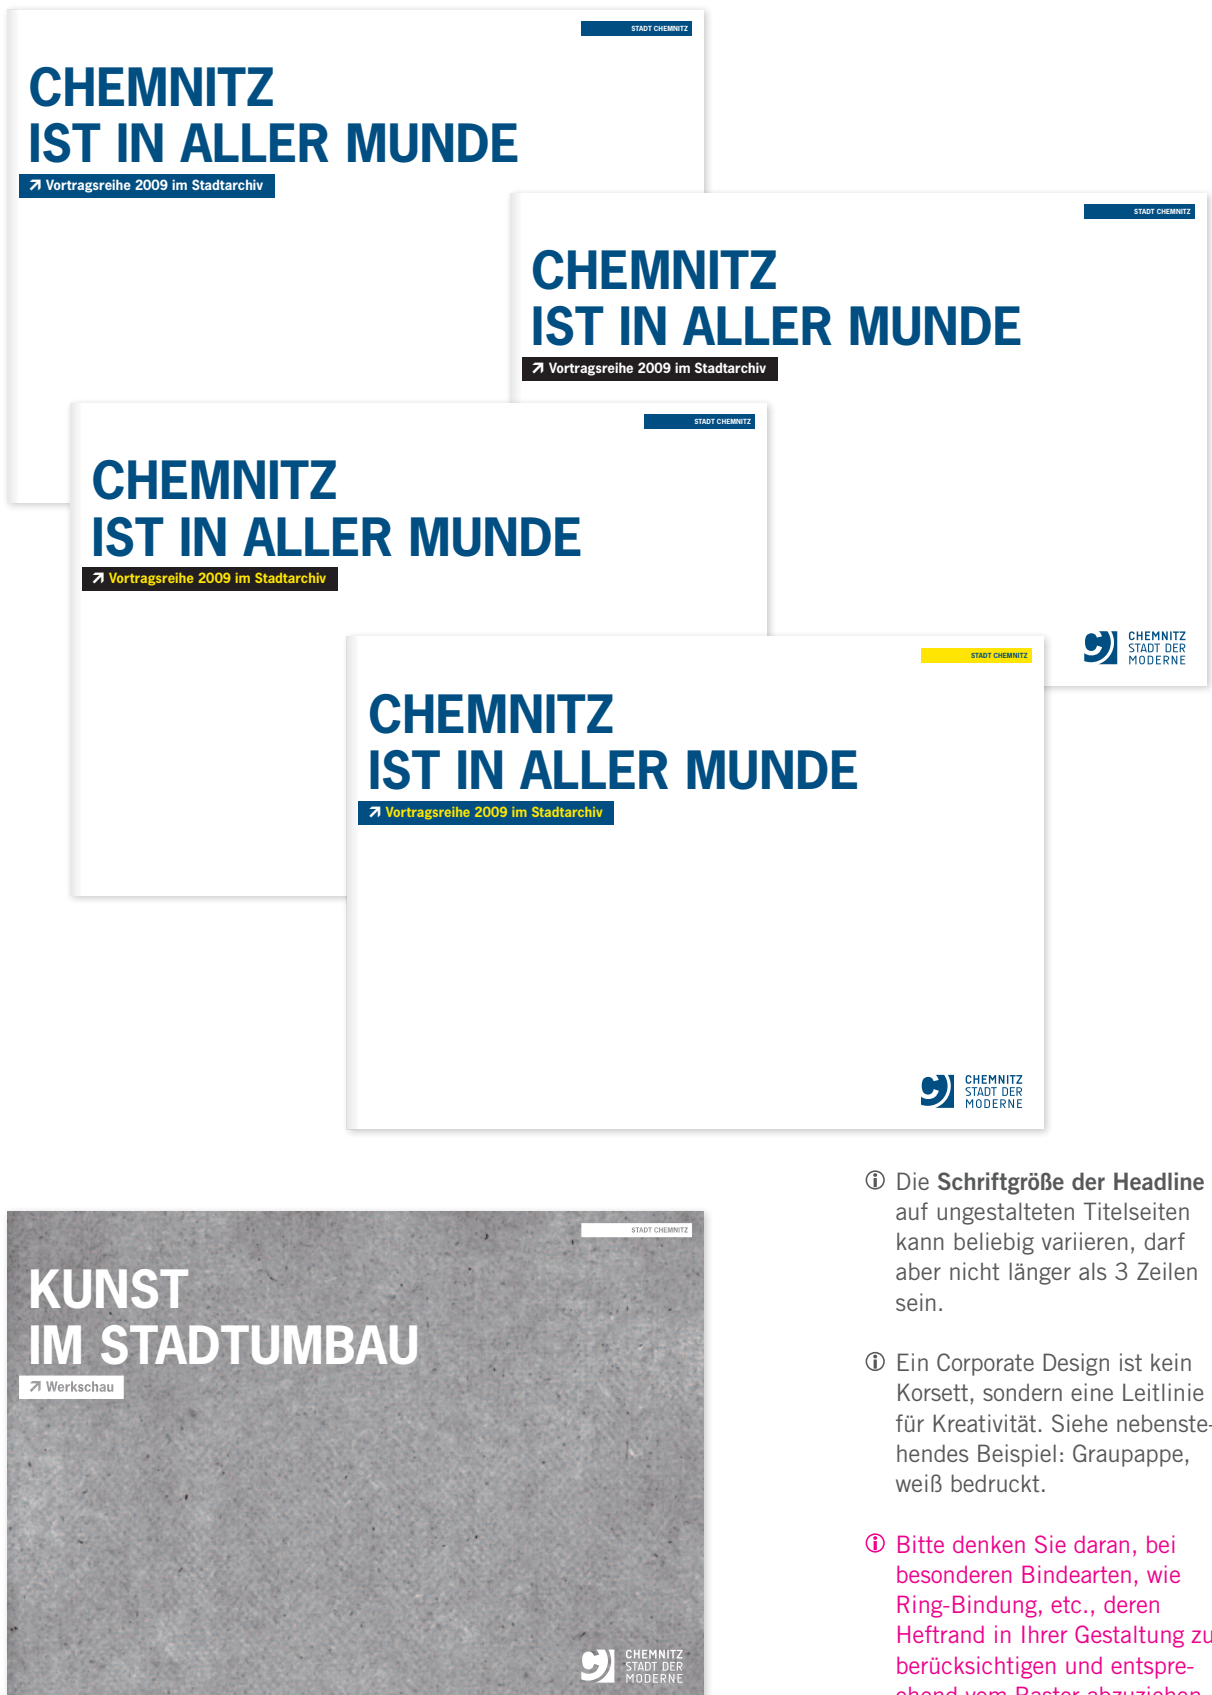 STADT CHEMNITZ
CHEMNITZ
IST IN ALLER MUNDE
Vortragsreihe 2009 im Stadtarchiv
STADT CHEMNITZ
CHEMNITZ
IST IN ALLER MUNDE
Vortragsreihe 2009 im Stadtarchiv
CHEMNITZ
STADT DER
MODERNE
STADT CHEMNITZ
CHEMNITZ
IST IN ALLER MUNDE
Vortragsreihe 2009 im Stadtarchiv
STADT CHEMNITZ
CHEMNITZ
IST IN ALLER MUNDE
Vortragsreihe 2009 im Stadtarchiv
CHEMNITZ
STADT DER
MODERNE
STADT CHEMNITZ
KUNST
IM STADTUMBAU
Werkschau
CHEMNITZ
STADT DER
MODERNE
Die Schriftgröße der Headline
auf ungestalteten Titelseiten
kann beliebig variieren, darf
aber nicht länger als 3 Zeilen
sein.
Ein Corporate Design ist kein
Korsett, sondern eine Leitlinie
für Kreativität. Siehe nebenste-
hendes Beispiel: Graupappe,
weiß bedruckt.
Bitte denken Sie daran, bei
besonderen Bindearten, wie
Ring-Bindung, etc., deren
Heftrand in Ihrer Gestaltung zu
berücksichtigen und entspre-
chend vom Raster abzuziehen